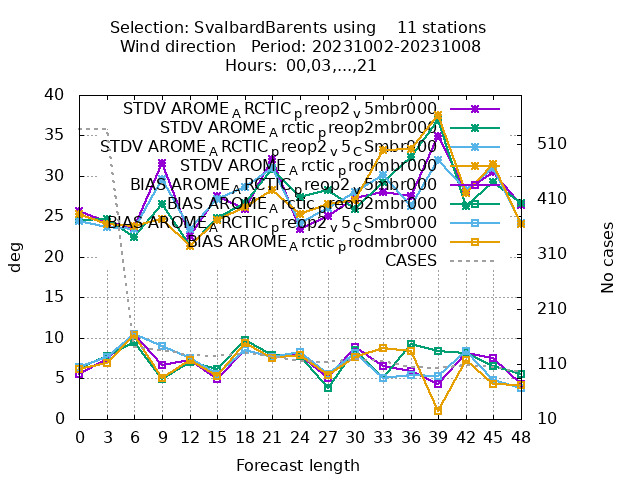 Selection: SvalbardBarents using    11 stations
Wind direction   Period: 20231002-20231008
Hours:  00,03,...,21
STDV AROME_ARCTIC_preop2_v5mbr000
STDV AROME_Arctic_preop2mbr000
STDV AROME_ARCTIC_preop2_v5_CSmbr000
STDV AROME_Arctic_prodmbr000
BIAS AROME_ARCTIC_preop2_v5mbr000
BIAS AROME_Arctic_preop2mbr000
BIAS AROME_ARCTIC_preop2_v5_CSmbr000
BIAS AROME_Arctic_prodmbr000
CASES
40
35
30
25
20
15
10
5
0
deg
510
410
310
210
110
10
No cases
0 3 6 9 12 15 18 21 24 27 30 33 36 39 42 45 48
Forecast length